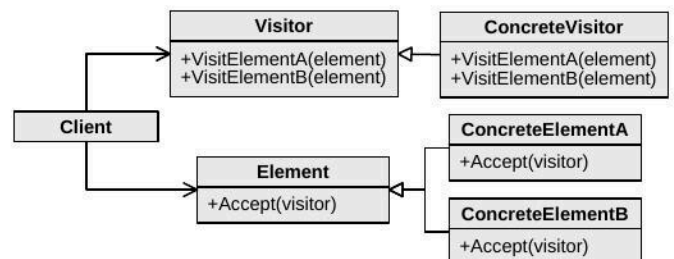 Visitor
+VisitElementA(element)
+VisitElementB(element)
ConcreteVisitor
+VisitElementA(element)
+VisitElementB(element)
Client
Element
+Accept(visitor)
ConcreteElementA
+Accept(visitor)
ConcreteElementB
+Accept(visitor)